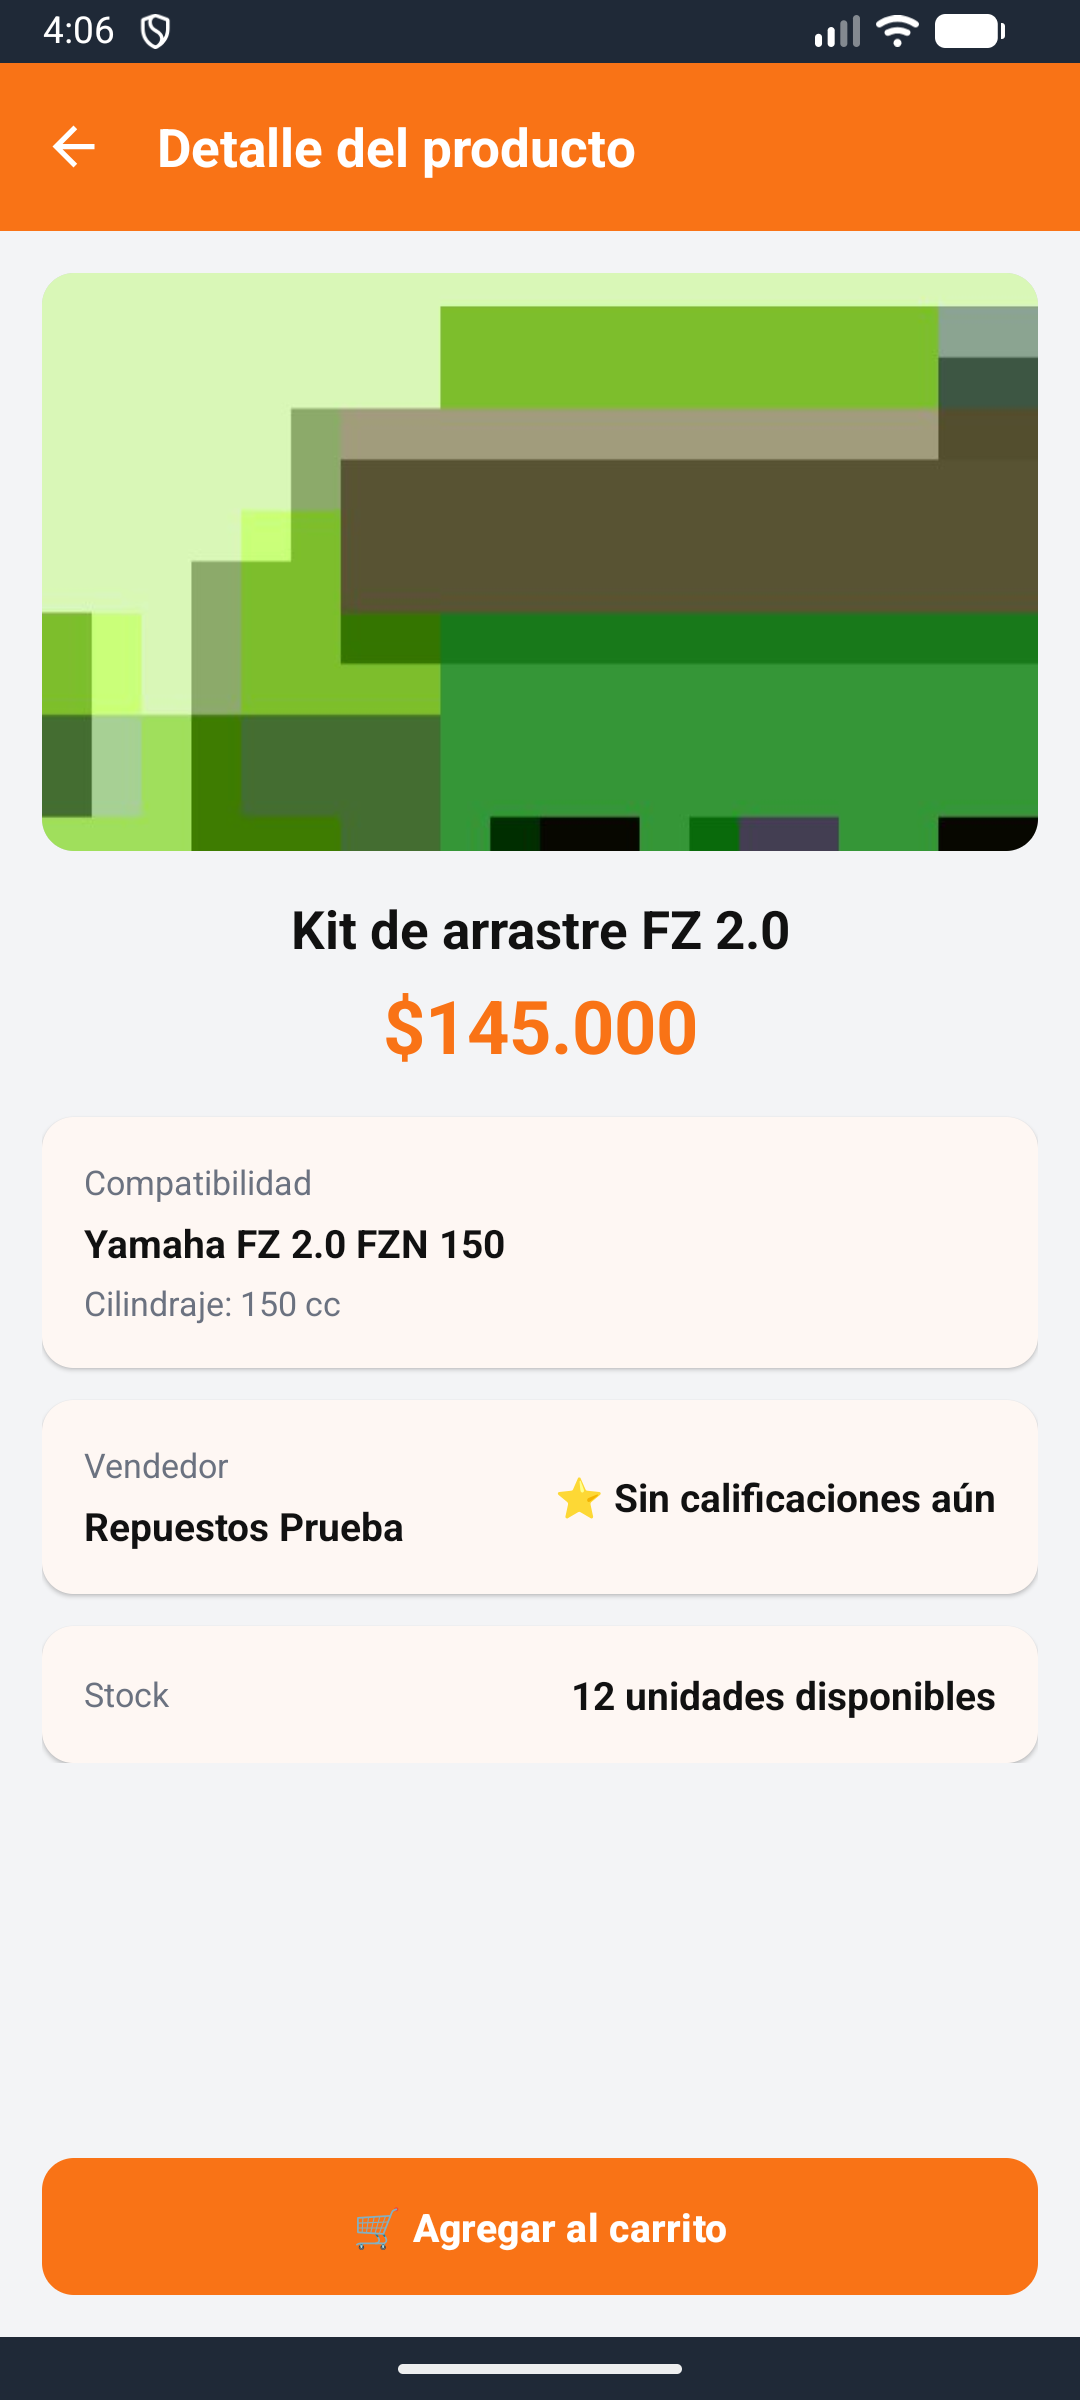 4:06
Detalle del producto
Kit de arrastre FZ 2.0
$145.000
Compatibilidad
Yamaha FZ 2.0 FZN 150
Cilindraje: 150 cc
Vendedor
Repuestos Prueba
⭐ Sin calificaciones aún
Stock
12 unidades disponibles
🛒 Agregar al carrito